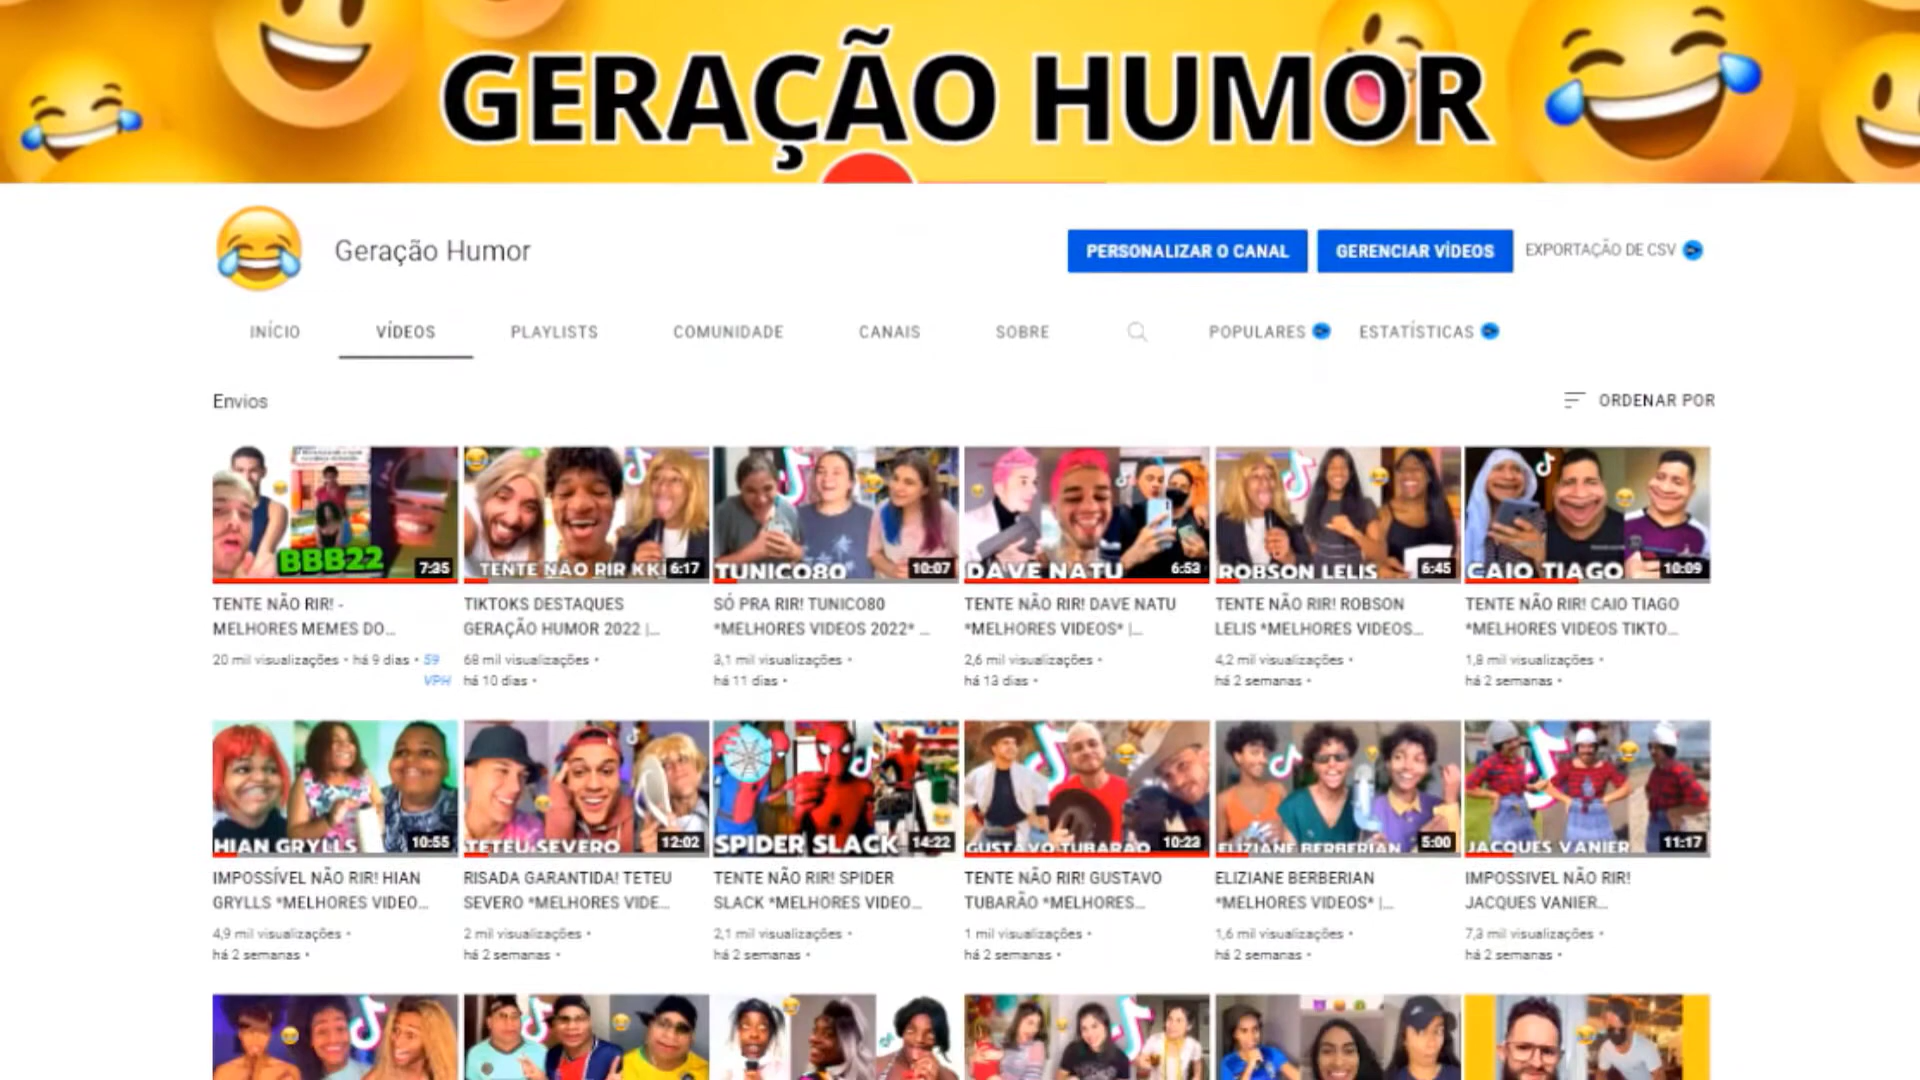 GERAÇÃO HUMOR
Geração Humor
PERSONALIZAR O CANAL
GERENCIAR VÍDEOS
EXPORTAÇÃO DE CSV
INÍCIO
VÍDEOS
PLAYLISTS
COMUNIDADE
CANAIS
SOBRE
POPULARES
ESTATÍSTICAS
Envios
ORDENAR POR
BBB22
7:35
TENTE NÃO RIR KK
6:17
TUNICO80
10:07
DAVE NATU
6:53
ROBSON LELIS
6:45
CAIO TIAGO
10:09
TENTE NÃO RIR! -
MELHORES MEMES DO...
20 mil visualizações • há 9 dias • 59
VPH
TIKTOKS DESTAQUES
GERAÇÃO HUMOR 2022 |...
68 mil visualizações •
há 10 dias •
SÓ PRA RIR! TUNICO80
*MELHORES VIDEOS 2022* ...
3,1 mil visualizações •
há 11 dias •
TENTE NÃO RIR! DAVE NATU
*MELHORES VIDEOS* |...
2,6 mil visualizações •
há 13 dias •
TENTE NÃO RIR! ROBSON
LELIS *MELHORES VIDEOS...
4,2 mil visualizações •
há 2 semanas •
TENTE NÃO RIR! CAIO TIAGO
*MELHORES VIDEOS TIKTO...
1,8 mil visualizações •
há 2 semanas •
HIAN GRYLLS
10:55
TETEU SEVERO
12:02
SPIDER SLACK
14:22
GUSTAVO TUBARAO
10:23
ELIZIANE BERBERIAN
5:00
JACQUES VANIER
11:17
IMPOSSÍVEL NÃO RIR! HIAN
GRYLLS *MELHORES VIDEO...
4,9 mil visualizações •
há 2 semanas •
RISADA GARANTIDA! TETEU
SEVERO *MELHORES VIDE...
2 mil visualizações •
há 2 semanas •
TENTE NÃO RIR! SPIDER
SLACK *MELHORES VIDEO...
2,1 mil visualizações •
há 2 semanas •
TENTE NÃO RIR! GUSTAVO
TUBARÃO *MELHORES...
1 mil visualizações •
há 2 semanas •
ELIZIANE BERBERIAN
*MELHORES VIDEOS* |...
1,6 mil visualizações •
há 2 semanas •
IMPOSSIVEL NÃO RIR!
JACQUES VANIER...
7,3 mil visualizações •
há 2 semanas •